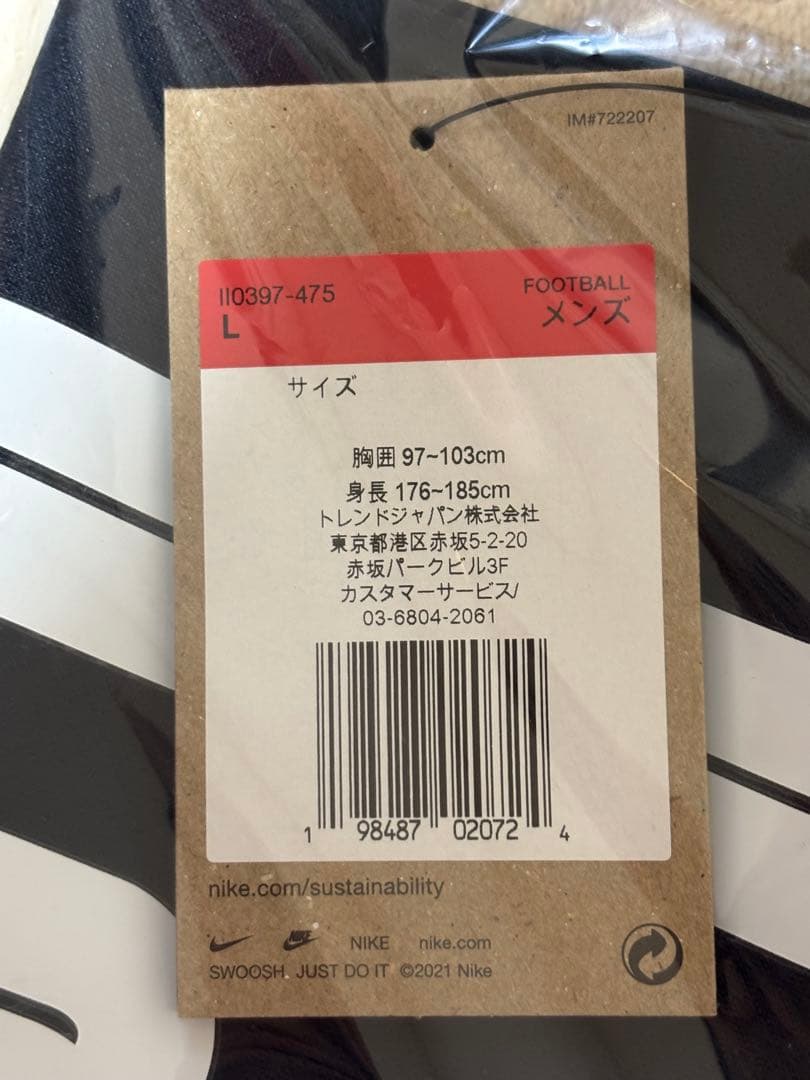 IM#722207
II0397-475
FOOTBALL
L
メンズ
サイズ
胸囲 97~103cm
身長 176~185cm
トレンドジャパン株式会社
東京都港区赤坂5-2-20
赤坂パークビル3F
カスタマーサービス/
03-6804-2061
1 98487 02072 4
nike.com/sustainability
NIKE nike.com
SWOOSH JUST DO IT ©2021 Nike